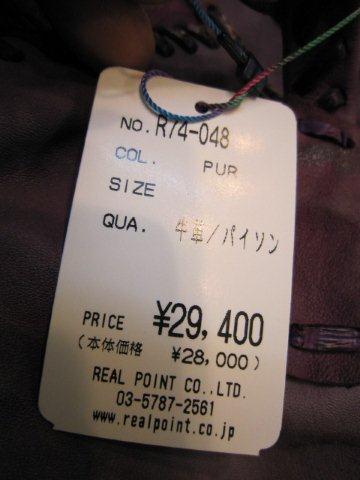 NO. R74-048
COL. PUR
SIZE
QUA. 牛革/パイソン
PRICE ¥29,400
(本体価格 ¥28,000)
REAL POINT CO.,LTD.
03-5787-2561
www.realpoint.co.jp